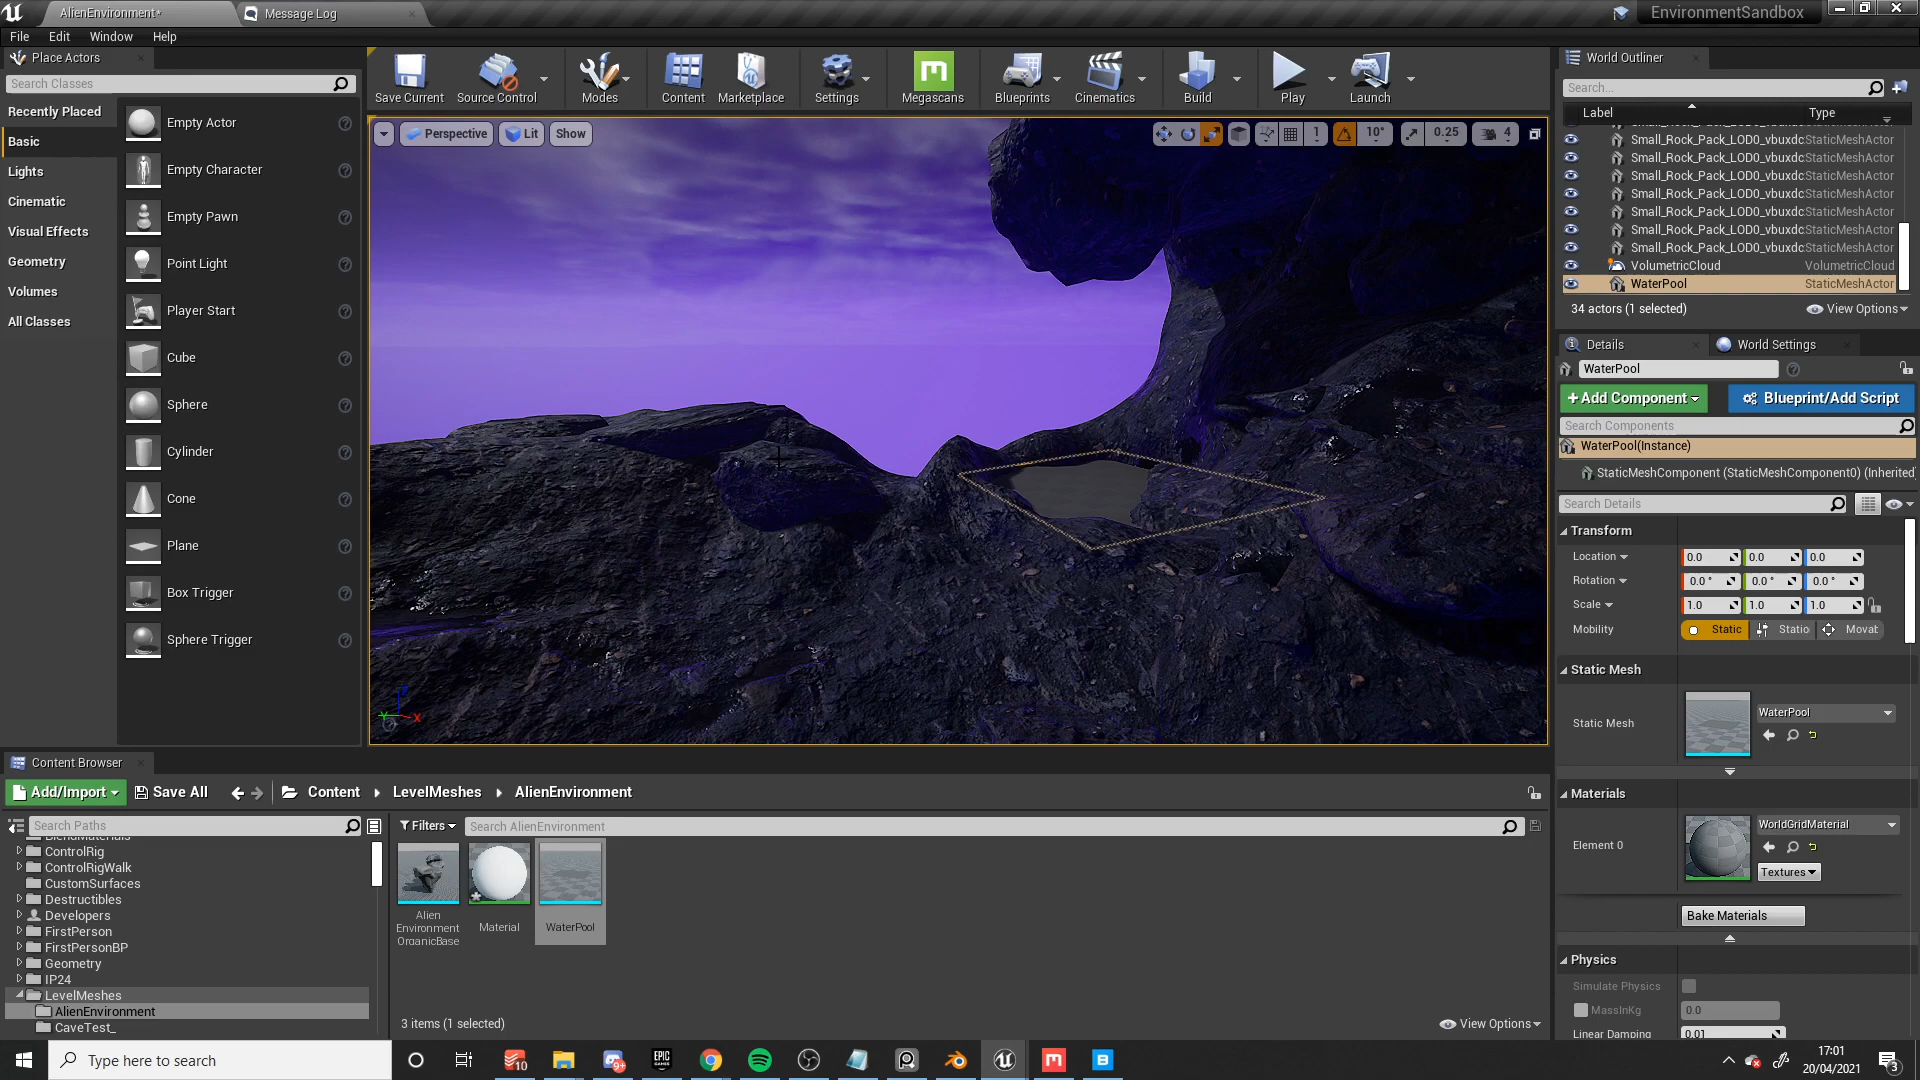 AlienEnvironment*
Message Log
EnvironmentSandbox
File
Edit
Window
Help
Place Actors
Search Classes
Recently Placed
Basic
Lights
Cinematic
Visual Effects
Geometry
Volumes
All Classes
Empty Actor
Empty Character
Empty Pawn
Point Light
Player Start
Cube
Sphere
Cylinder
Cone
Plane
Box Trigger
Sphere Trigger
Save Current
Source Control
Modes
Content
Marketplace
Settings
Megascans
Blueprints
Cinematics
Build
Play
Launch
Perspective
Lit
Show
1
10°
0.25
4
Z
Y
X
World Outliner
Search...
Label
Type
Small_Rock_Pack_LOD0_vbuxdc StaticMeshActor
Small_Rock_Pack_LOD0_vbuxdc StaticMeshActor
Small_Rock_Pack_LOD0_vbuxdc StaticMeshActor
Small_Rock_Pack_LOD0_vbuxdc StaticMeshActor
Small_Rock_Pack_LOD0_vbuxdc StaticMeshActor
Small_Rock_Pack_LOD0_vbuxdc StaticMeshActor
Small_Rock_Pack_LOD0_vbuxdc StaticMeshActor
VolumetricCloud VolumetricCloud
WaterPool StaticMeshActor
34 actors (1 selected)
View Options
Details
World Settings
WaterPool
+Add Component
Blueprint/Add Script
Search Components
WaterPool(Instance)
StaticMeshComponent (StaticMeshComponent0) (Inherited
Search Details
Transform
Location 0.0 0.0 0.0
Rotation 0.0 ° 0.0 ° 0.0 °
Scale 1.0 1.0 1.0
Mobility Static Statio Movat
Static Mesh
Static Mesh
WaterPool
Materials
Element 0
WorldGridMaterial
Textures
Bake Materials
Physics
Simulate Physics
MassInKg 0.0
Linear Damping 0.01
Content Browser
Add/Import
Save All
Content
LevelMeshes
AlienEnvironment
Search Paths
Filters
Search AlienEnvironment
BlendMaterials
ControlRig
ControlRigWalk
CustomSurfaces
Destructibles
Developers
FirstPerson
FirstPersonBP
Geometry
IP24
LevelMeshes
AlienEnvironment
CaveTest_
Alien
Environment
OrganicBase
Material
WaterPool
3 items (1 selected)
View Options
Type here to search
10
9+
EPIC
GAMES
M
B
17:01
20/04/2021
3